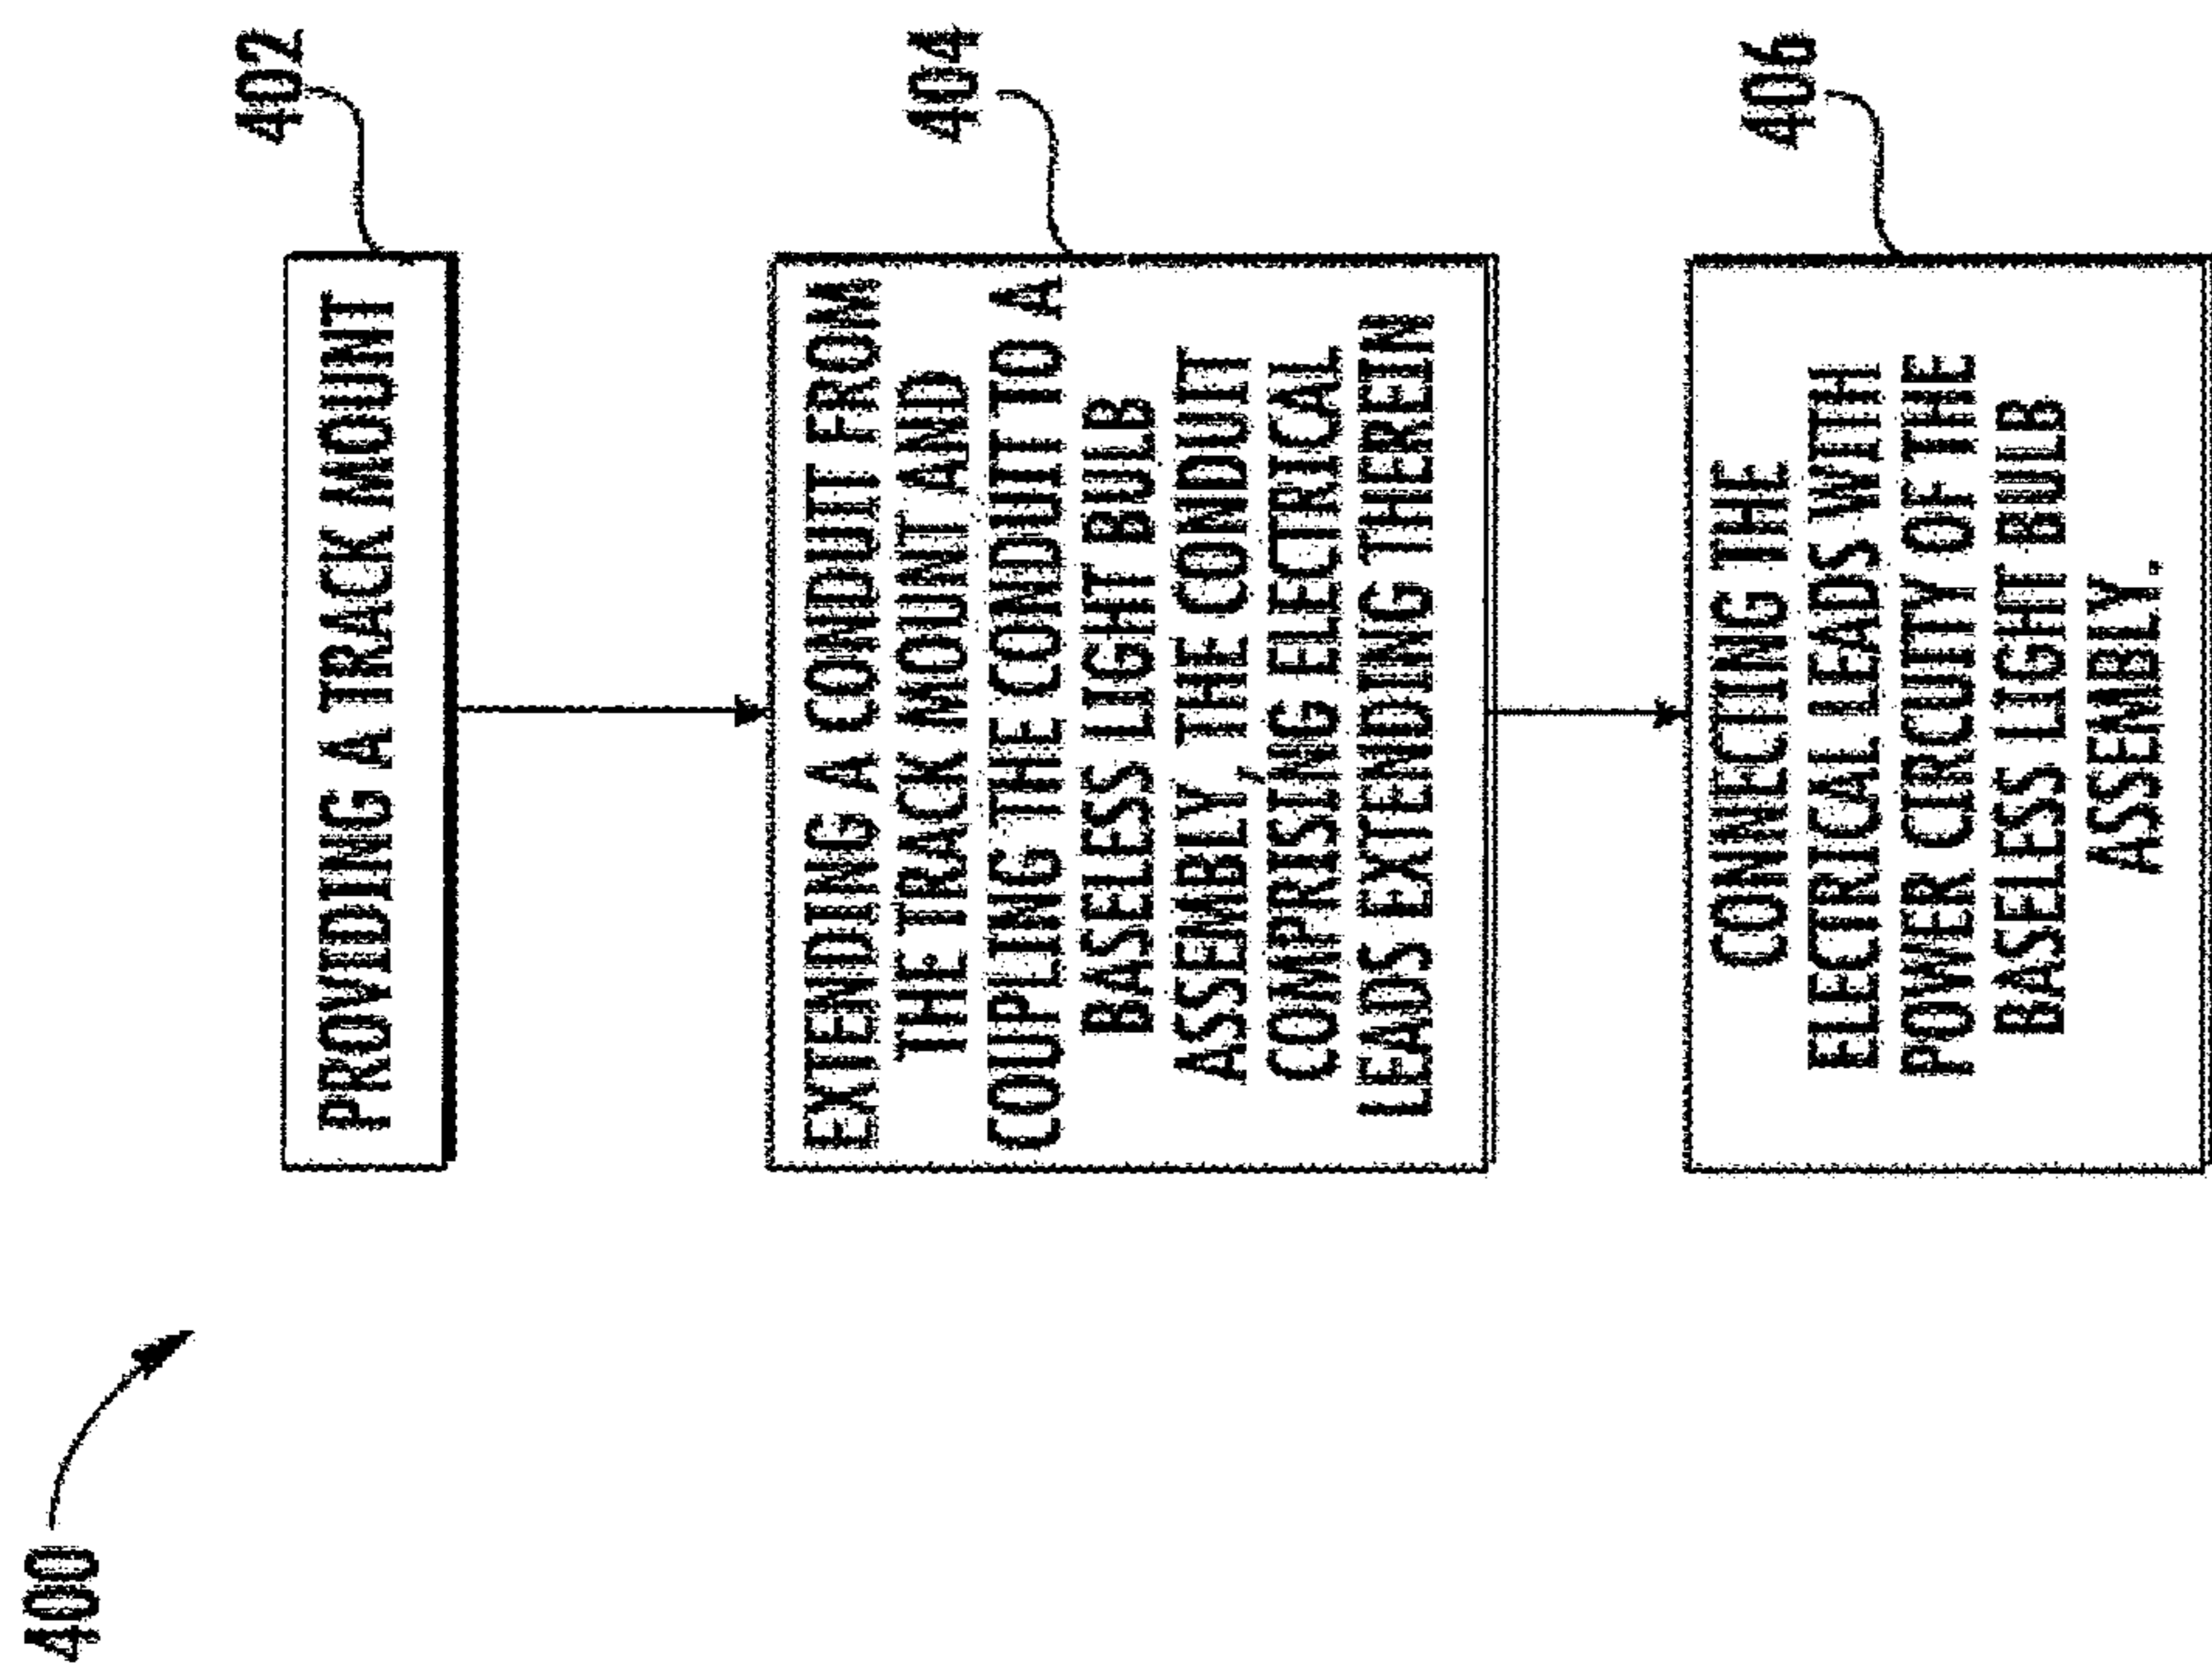 400
402
PROVIDING A TRACK MOUNT
404
EXTENDING A CONDUIT FROM
THE TRACK MOUNT AND
COUPLING THE CONDUIT TO A
BASELESS LIGHT BULB
ASSEMBLY, THE CONDUIT
COMPRISING ELECTRICAL
LEADS EXTENDING THEREIN
406
CONNECTING THE
ELECTRICAL LEADS WITH
POWER CIRCUITY OF THE
BASELESS LIGHT BULB
ASSEMBLY.